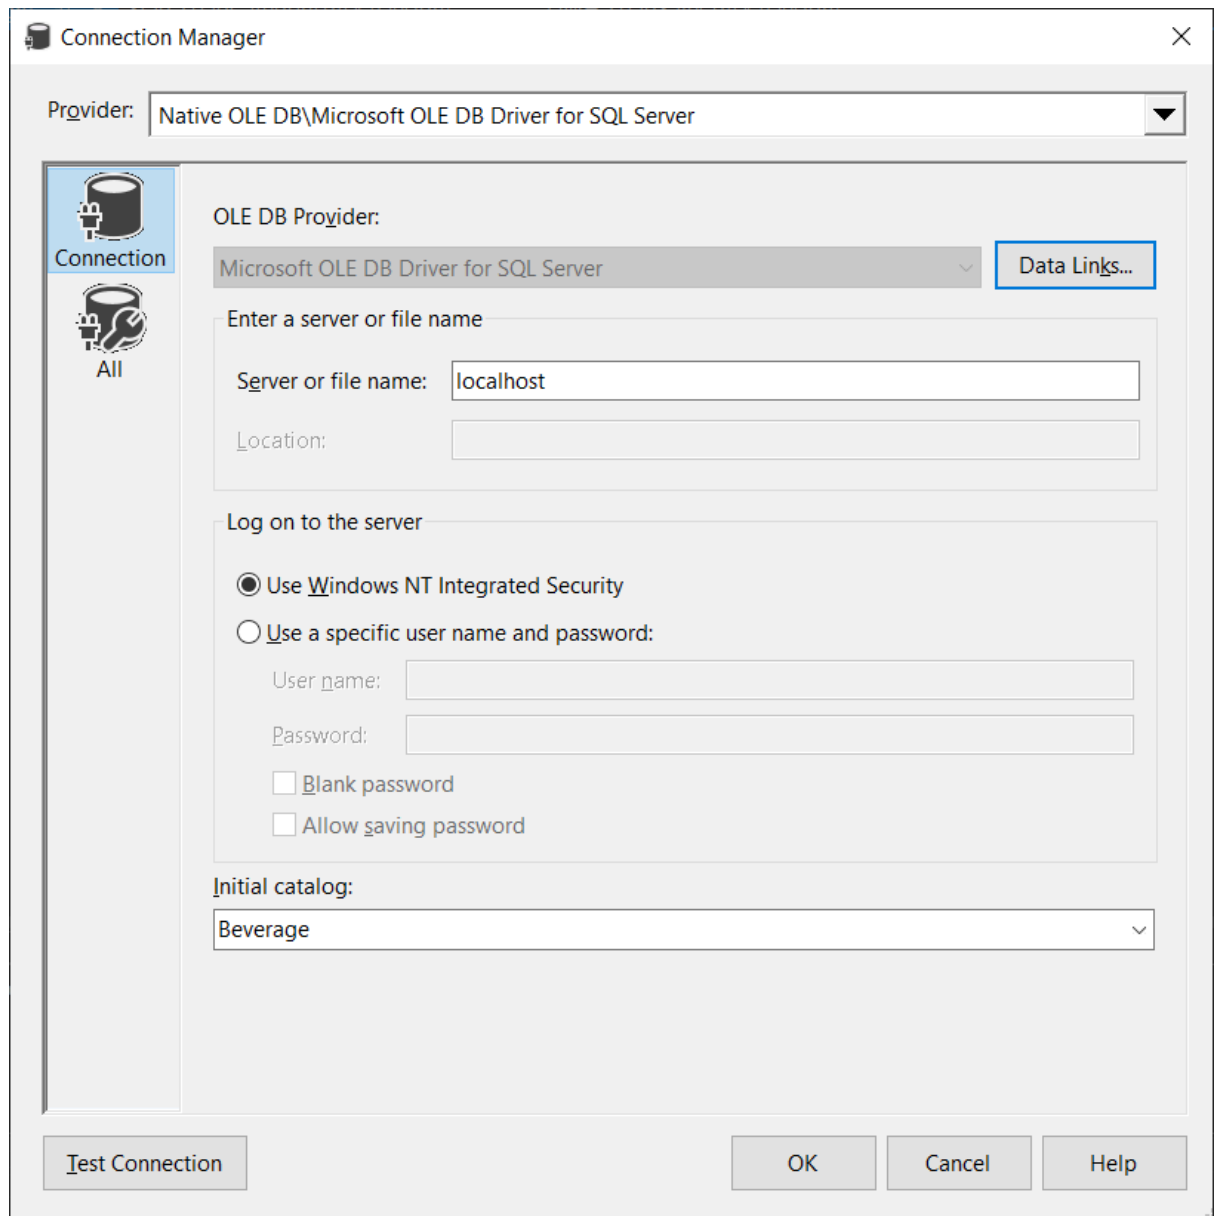 Connection Manager
Provider: Native OLE DB\Microsoft OLE DB Driver for SQL Server
Connection
All
OLE DB Provider:
Microsoft OLE DB Driver for SQL Server
Data Links...
Enter a server or file name
Server or file name: localhost
Location:
Log on to the server
Use Windows NT Integrated Security
Use a specific user name and password:
User name:
Password:
Blank password
Allow saving password
Initial catalog:
Beverage
Test Connection
OK
Cancel
Help